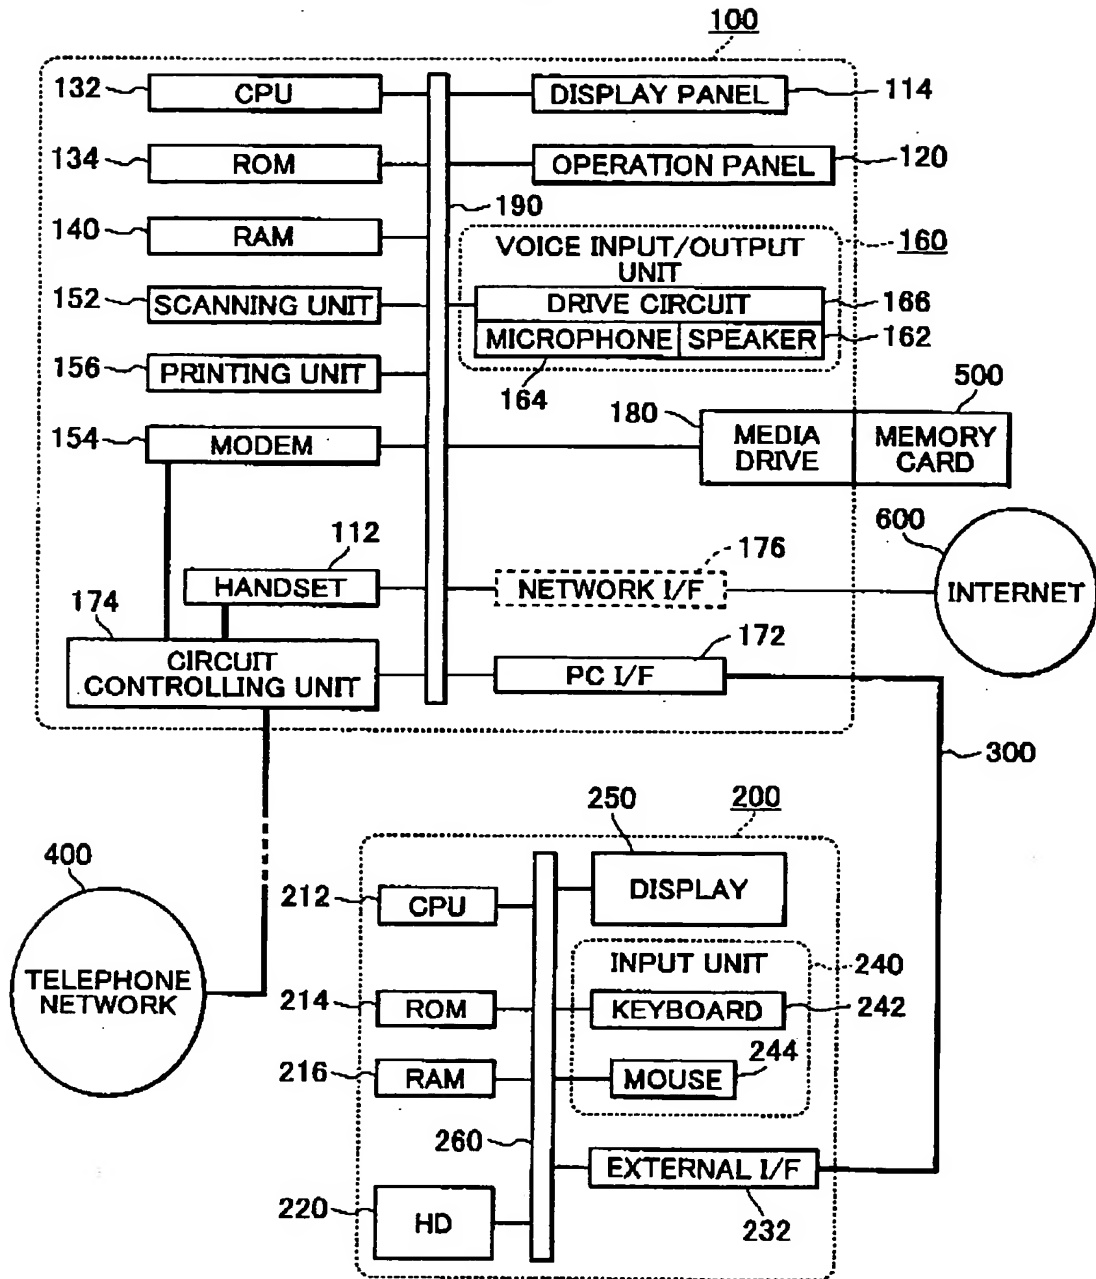 100
132 CPU DISPLAY PANEL 114
134 ROM OPERATION PANEL 120
190
140 RAM VOICE INPUT/OUTPUT UNIT 160
152 SCANNING UNIT DRIVE CIRCUIT 166
156 PRINTING UNIT MICROPHONE SPEAKER 162
164
500
180
154 MODEM MEDIA DRIVE MEMORY CARD
600
112 176
HANDSET NETWORK I/F INTERNET
174 172
CIRCUIT CONTROLLING UNIT PC I/F
300
250 200
400
212 CPU DISPLAY
INPUT UNIT 240
TELEPHONE NETWORK
214 ROM KEYBOARD 242
244
216 RAM MOUSE
260
EXTERNAL I/F
220 HD 232